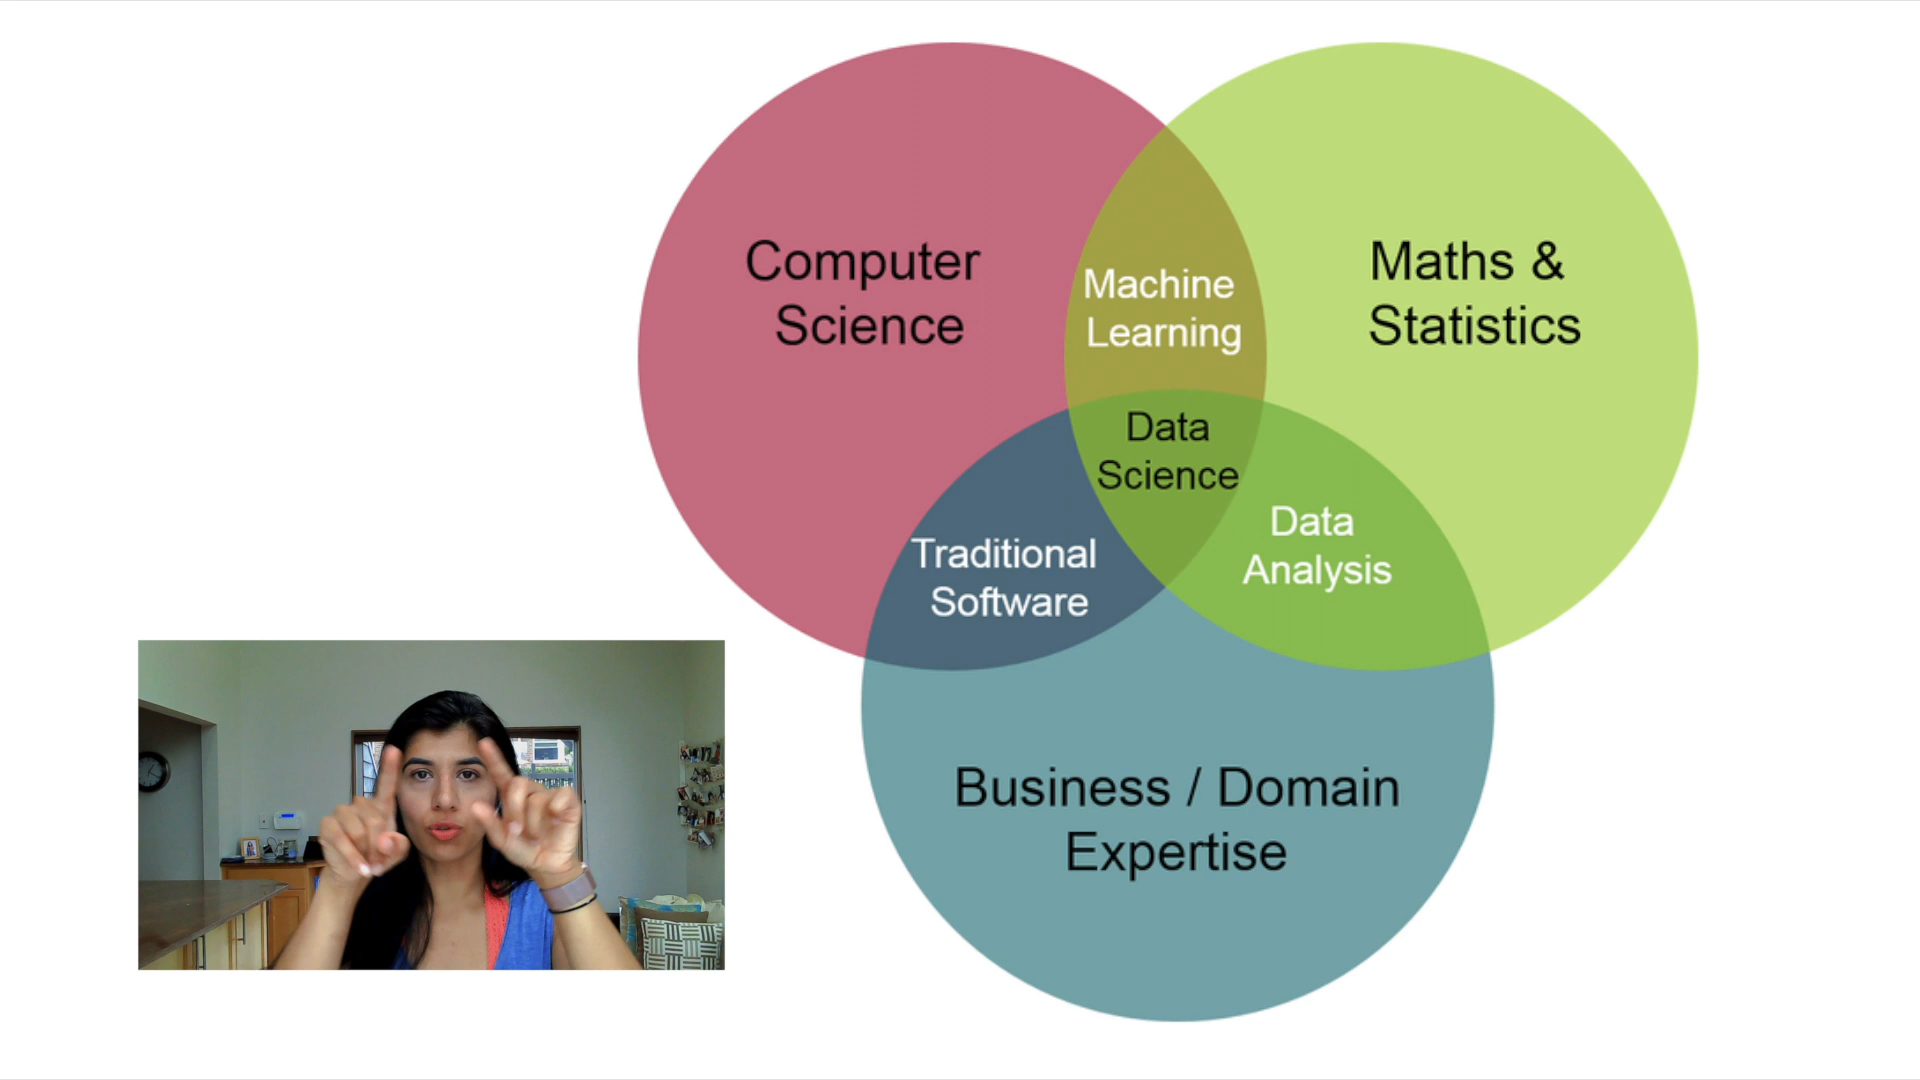 Computer
Science
Machine
Learning
Maths &
Statistics
Data
Science
Traditional
Software
Data
Analysis
Business / Domain
Expertise